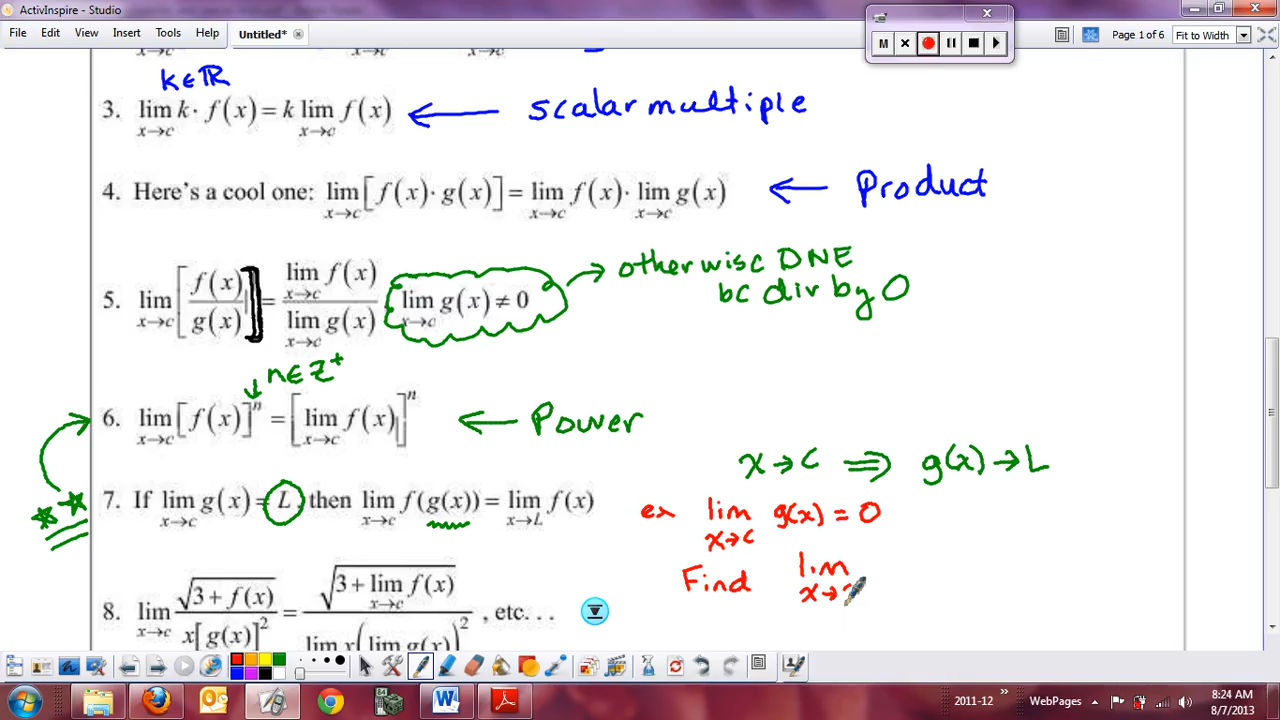 ActivInspire - Studio
File Edit View Insert Tools Help Untitled* Page 1 of 6 Fit to Width
M
k∈ℝ
3. lim x→c k · f(x) = k lim x→c f(x) ← scalar multiple
4. Here's a cool one: lim x→c [f(x) · g(x)] = lim x→c f(x) · lim x→c g(x) ← Product
5. lim x→c [f(x)/g(x)] = lim x→c f(x) / lim x→c g(x) lim x→c g(x) ≠ 0 → otherwise DNE
bc div by 0
n∈Z⁺
6. lim x→c [f(x)]ⁿ = [lim x→c f(x)]ⁿ ← Power
x→c ⇒ g(x)→L
7. If lim x→c g(x) = L, then lim x→c f(g(x)) = lim x→L f(x)
ex lim x→c g(x) = 0
Find lim x→
8. lim x→c √(3 + f(x)) / x[g(x)]² = √(3 + lim x→c f(x)) / lim x(lim g(x))², etc. . .
2011-12 WebPages 8:24 AM
8/7/2013